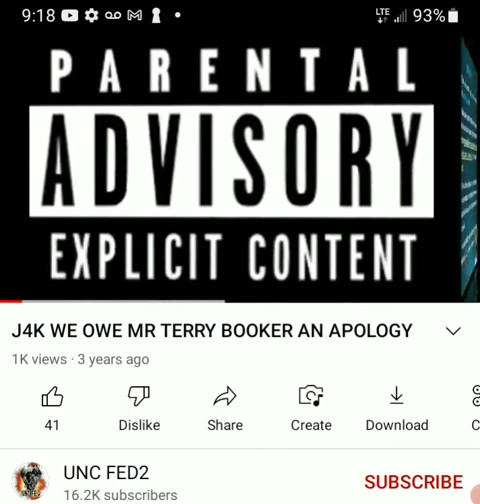 9:18 LTE 93%
PARENTAL
ADVISORY
EXPLICIT CONTENT
J4K WE OWE MR TERRY BOOKER AN APOLOGY
1K views · 3 years ago
41 Dislike Share Create Download C
UNC FED2
16.2K subscribers
SUBSCRIBE